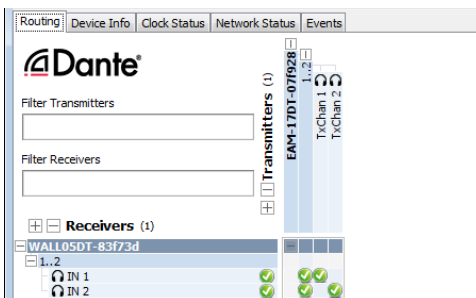 Routing Device Info Clock Status Network Status Events
Dante®
Filter Transmitters
Filter Receivers
Transmitters (1)
EAM-17DT-07f928
1..2
TxChan 1
TxChan 2
Receivers (1)
WALL05DT-83f73d
1..2
IN 1
IN 2